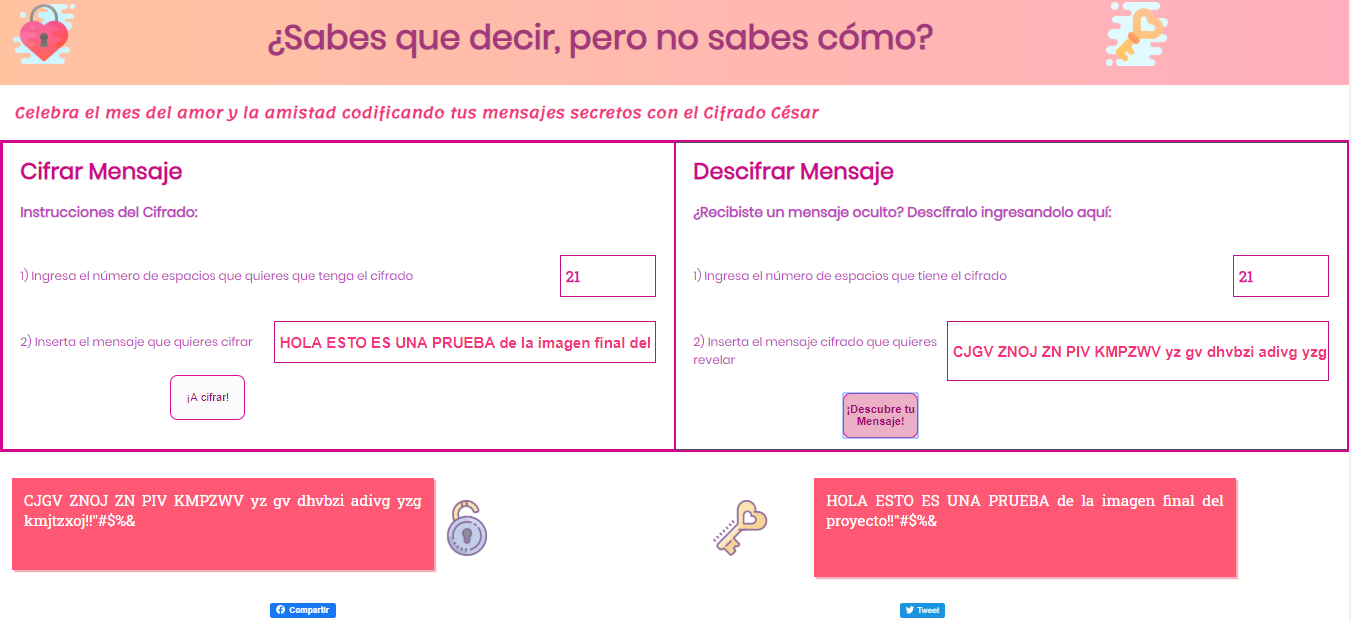 ¿Sabes que decir, pero no sabes cómo?
Celebra el mes del amor y la amistad codificando tus mensajes secretos con el Cifrado César
Cifrar Mensaje
Instrucciones del Cifrado:
1) Ingresa el número de espacios que quieres que tenga el cifrado
21
2) Inserta el mensaje que quieres cifrar
HOLA ESTO ES UNA PRUEBA de la imagen final del
¡A cifrar!
Descifrar Mensaje
¿Recibiste un mensaje oculto? Descífralo ingresandolo aquí:
1) Ingresa el número de espacios que tiene el cifrado
21
2) Inserta el mensaje cifrado que quieres
revelar
CJGV ZNOJ ZN PIV KMPZWV yz gv dhvbzi adivg yzg
¡Descubre tu
Mensaje!
CJGV ZNOJ ZN PIV KMPZWV yz gv dhvbzi adivg yzg
kmjtzxoj!!"#$%&
HOLA ESTO ES UNA PRUEBA de la imagen final del
proyecto!!"#$%&
Compartir
Tweet